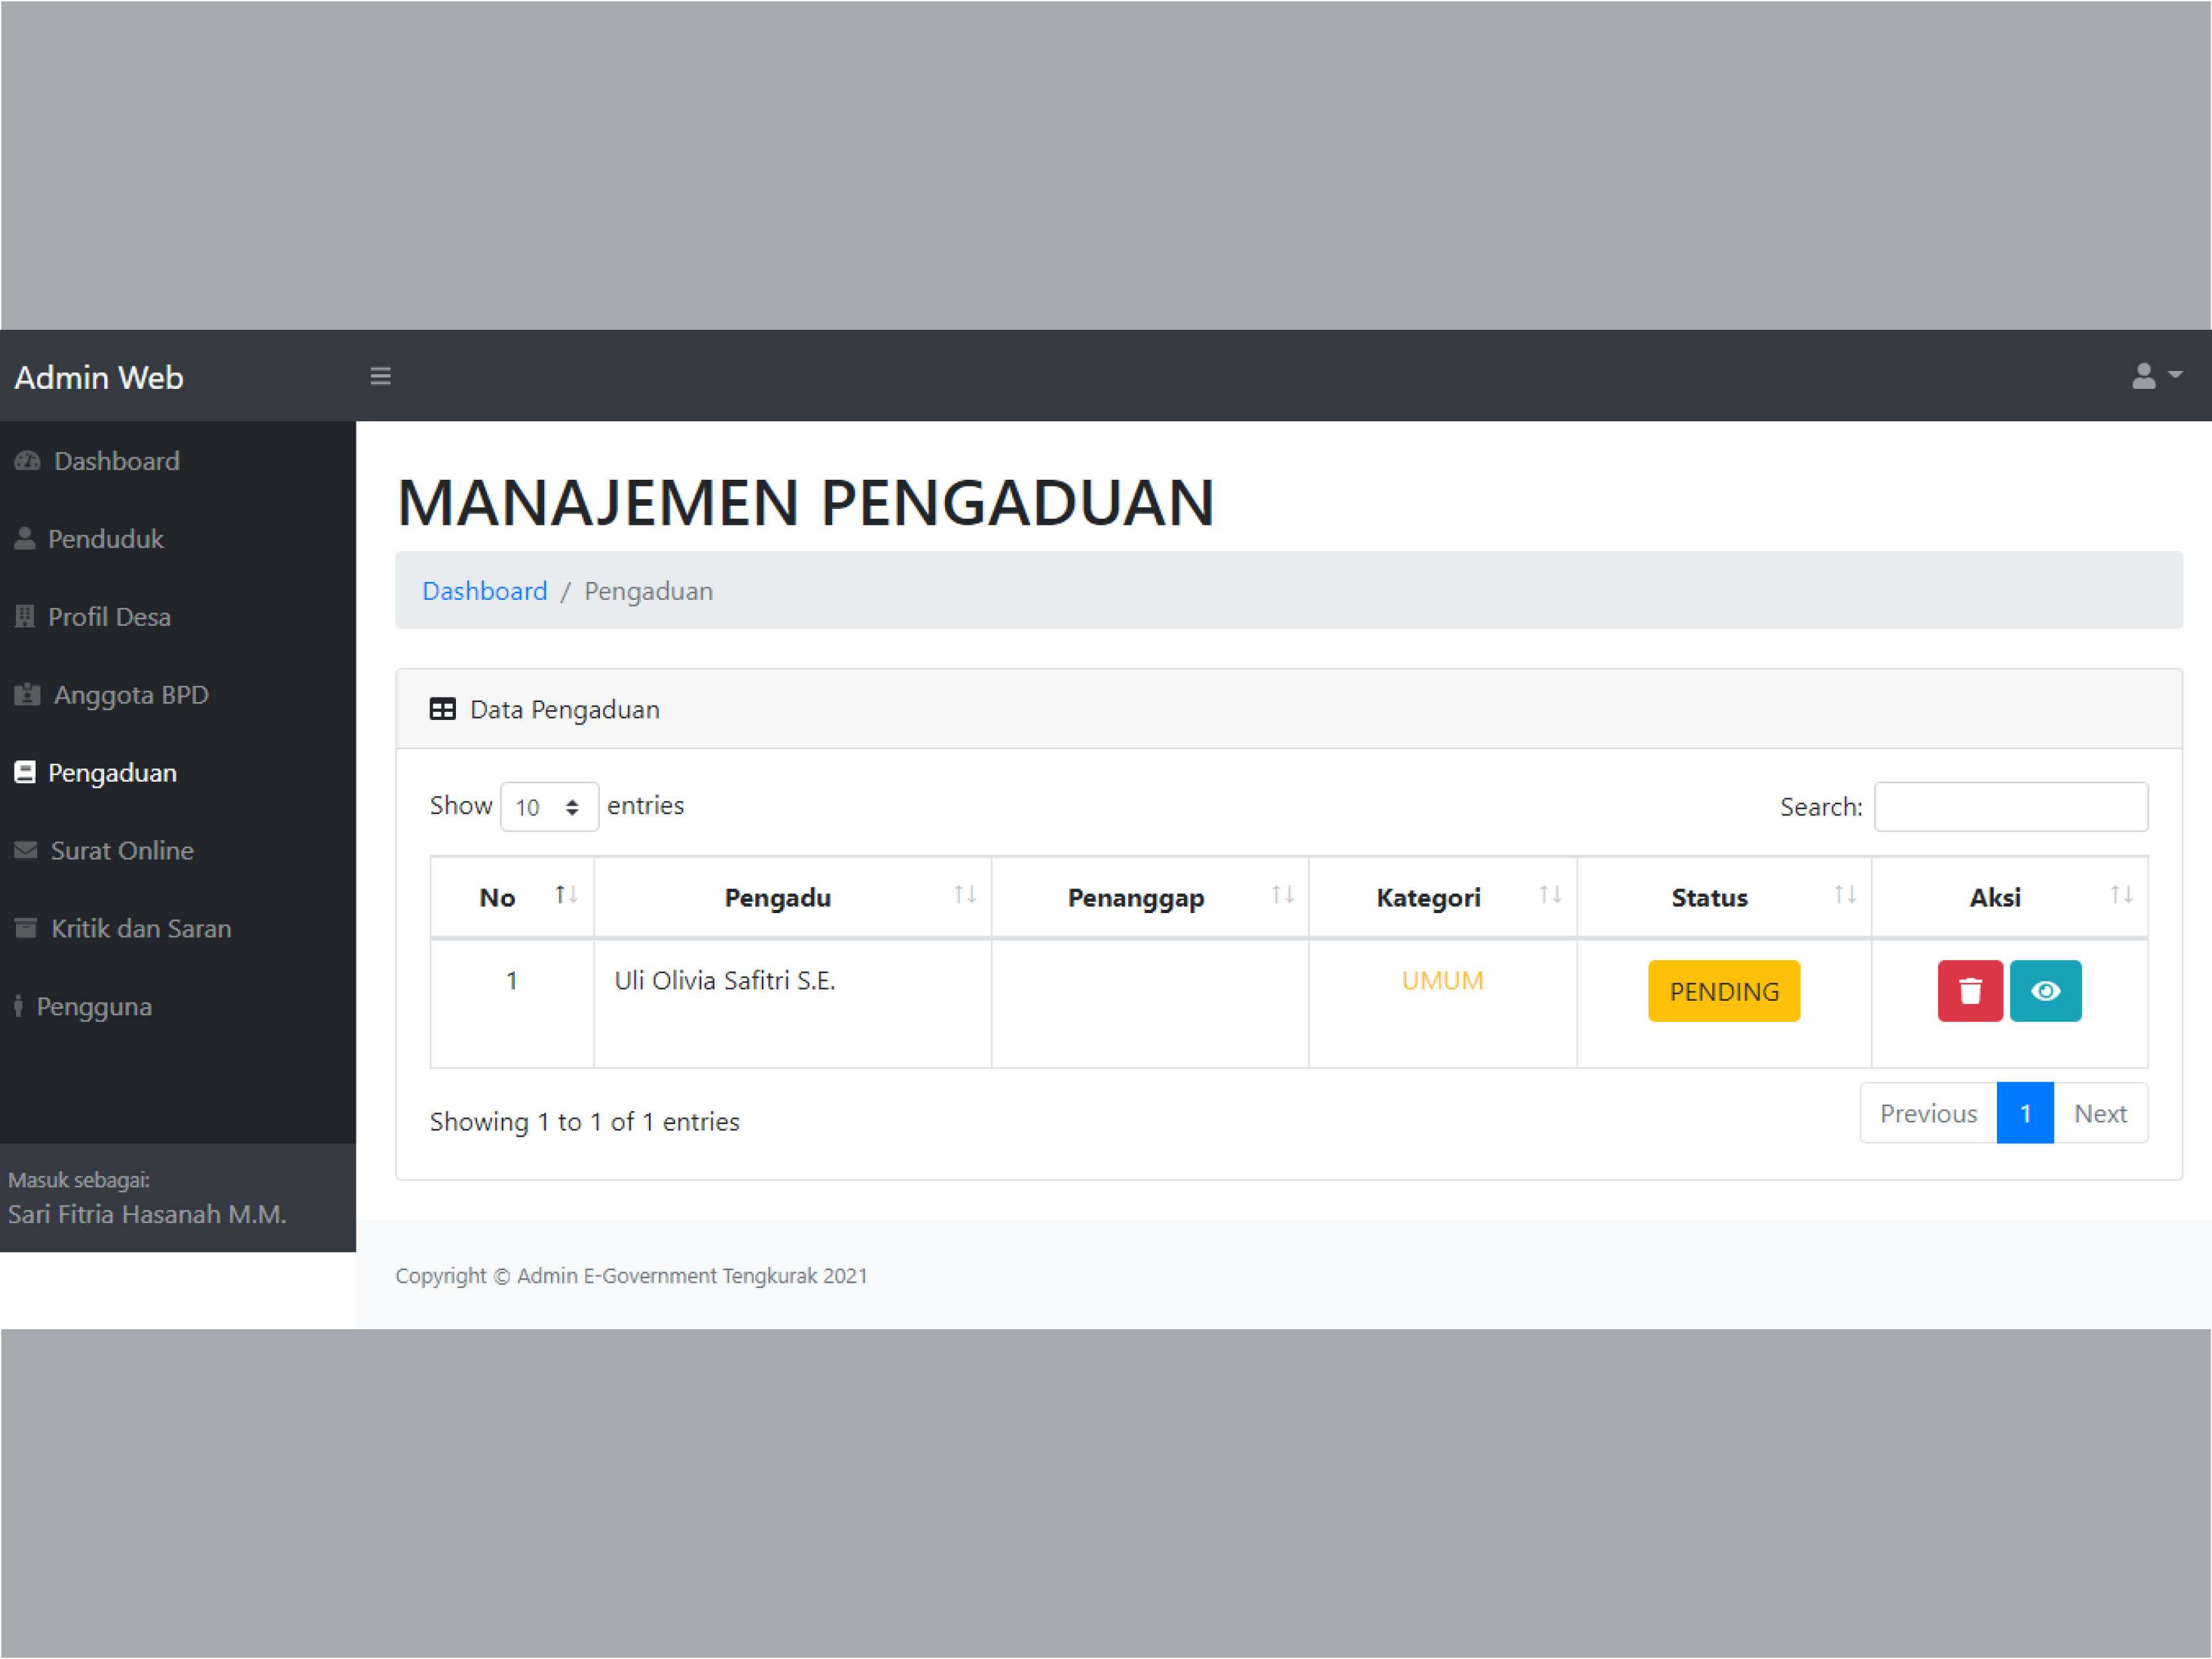 Admin Web
Dashboard
Penduduk
Profil Desa
Anggota BPD
Pengaduan
Surat Online
Kritik dan Saran
Pengguna
Masuk sebagai:
Sari Fitria Hasanah M.M.
MANAJEMEN PENGADUAN
Dashboard / Pengaduan
Data Pengaduan
Show 10 entries
Search:
No Pengadu Penanggap Kategori Status Aksi
1 Uli Olivia Safitri S.E. UMUM PENDING
Showing 1 to 1 of 1 entries
Previous 1 Next
Copyright © Admin E-Government Tengkurak 2021